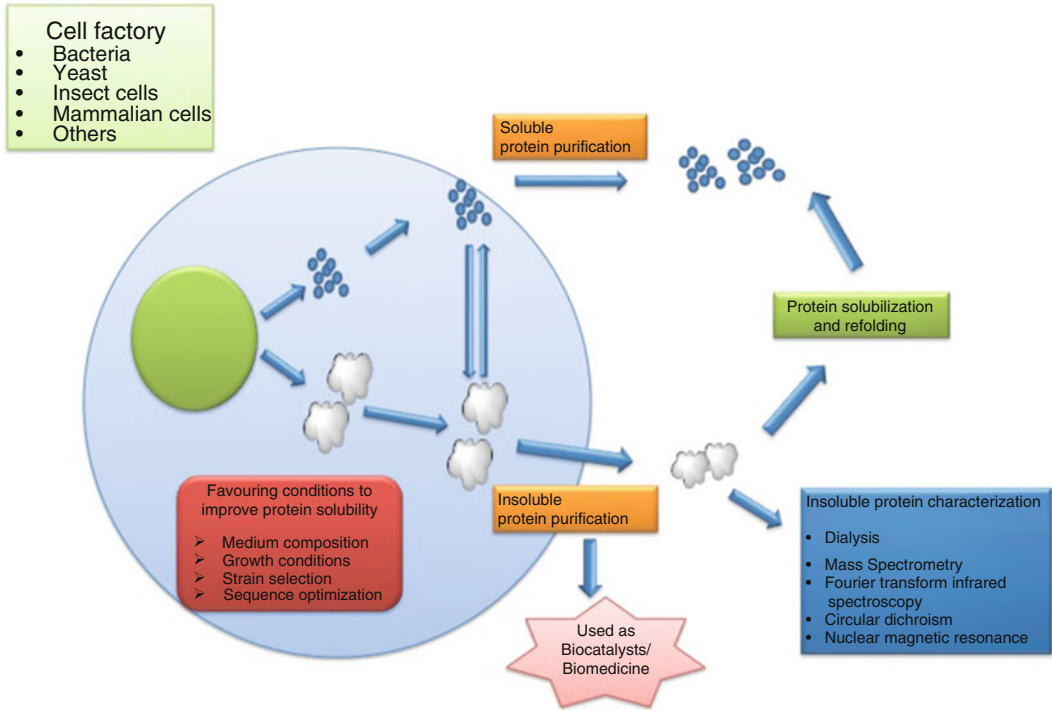 Cell factory
• Bacteria
• Yeast
• Insect cells
• Mammalian cells
• Others
Soluble
protein purification
Protein solubilization
and refolding
Favouring conditions to
improve protein solubility
➢ Medium composition
➢ Growth conditions
➢ Strain selection
➢ Sequence optimization
Insoluble
protein purification
Used as
Biocatalysts/
Biomedicine
Insoluble protein characterization
• Dialysis
• Mass Spectrometry
• Fourier transform infrared
spectroscopy
• Circular dichroism
• Nuclear magnetic resonance